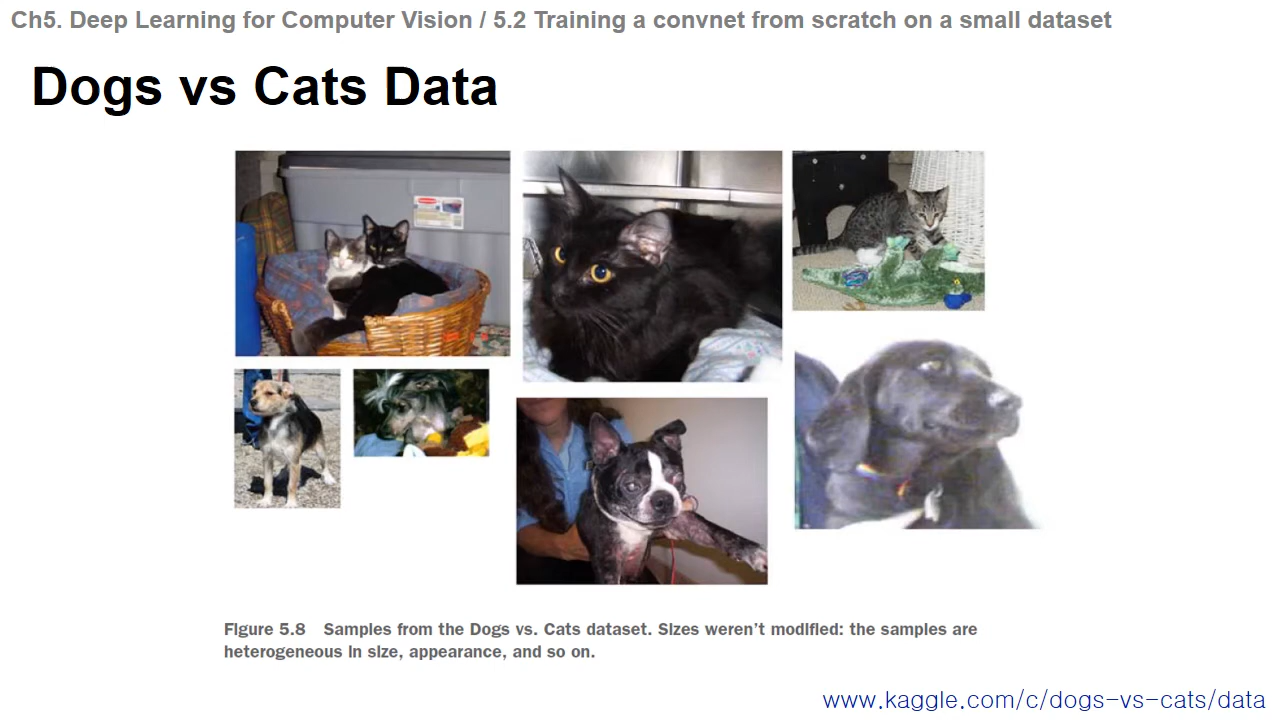 Ch5. Deep Learning for Computer Vision / 5.2 Training a convnet from scratch on a small dataset
Dogs vs Cats Data
Figure 5.8 Samples from the Dogs vs. Cats dataset. Sizes weren't modified: the samples are
heterogeneous in size, appearance, and so on.
www.kaggle.com/c/dogs-vs-cats/data